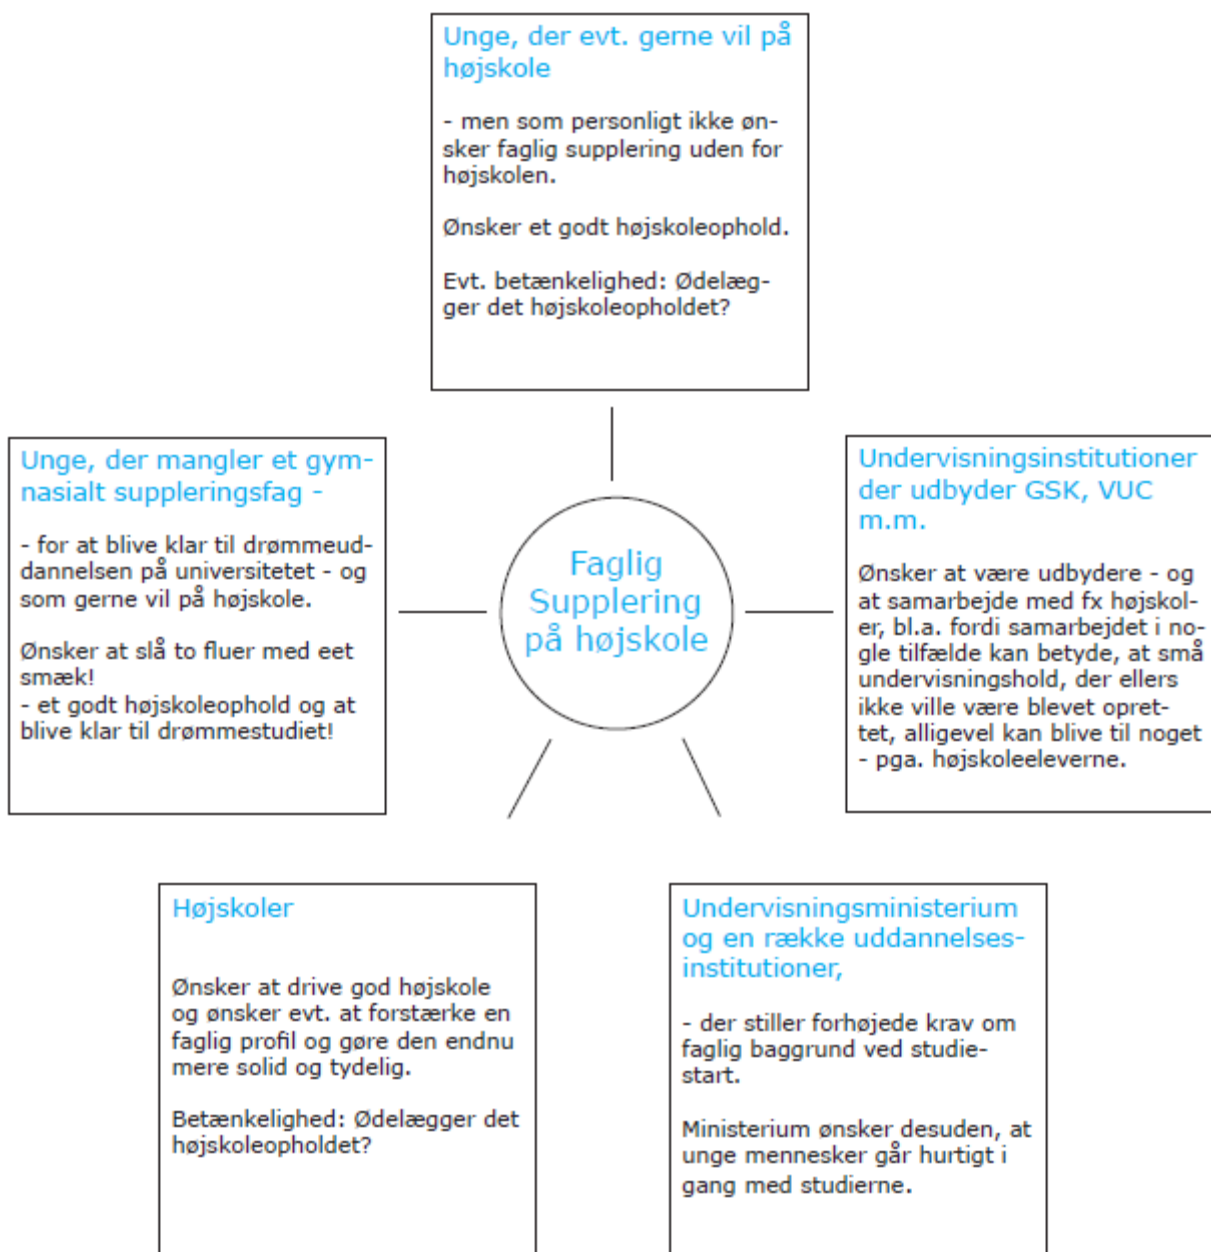 Unge, der evt. gerne vil på
højskole
- men som personligt ikke øn-
sker faglig supplering uden for
højskolen.
Ønsker et godt højskoleophold.
Evt. betænkelighed: Ødelæg-
ger det højskoleopholdet?
Unge, der mangler et gym-
nasialt suppleringsfag -
- for at blive klar til drømmeud-
dannelsen på universitetet - og
som gerne vil på højskole.
Ønsker at slå to fluer med eet
smæk!
- et godt højskoleophold og at
blive klar til drømmestudiet!
Faglig
Supplering
på højskole
Undervisningsinstitutioner
der udbyder GSK, VUC
m.m.
Ønsker at være udbydere - og
at samarbejde med fx højskol-
er, bl.a. fordi samarbejdet i no-
gle tilfælde kan betyde, at små
undervisningshold, der ellers
ikke ville være blevet opret-
tet, alligevel kan blive til noget
- pga. højskoleeleverne.
Højskoler
Ønsker at drive god højskole
og ønsker evt. at forstærke en
faglig profil og gøre den endnu
mere solid og tydelig.
Betænkelighed: Ødelægger det
højskoleopholdet?
Undervisningsministerium
og en række uddannelses-
institutioner,
- der stiller forhøjede krav om
faglig baggrund ved studie-
start.
Ministerium ønsker desuden, at
unge mennesker går hurtigt i
gang med studierne.